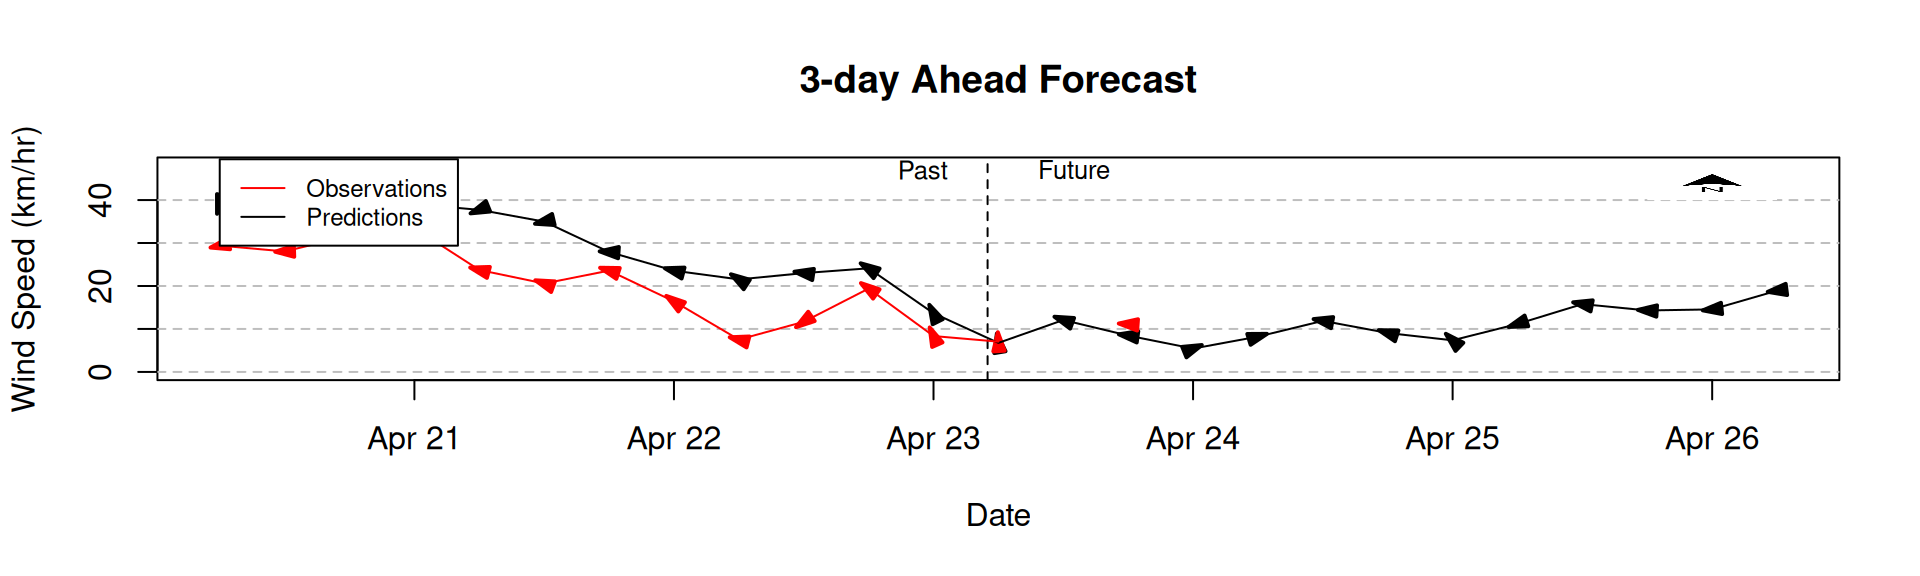 3-day Ahead Forecast
Wind Speed (km/hr)
40
20
0
Observations
Predictions
Past
Future
N
Apr 21
Apr 22
Apr 23
Apr 24
Apr 25
Apr 26
Date